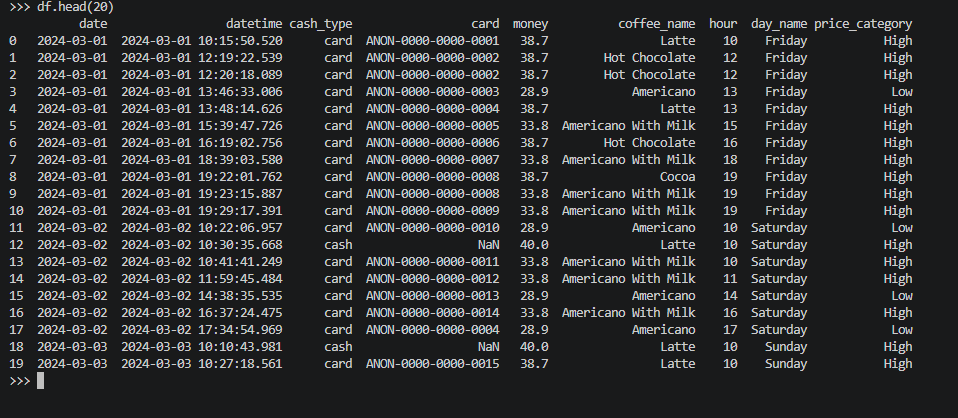 >>> df.head(20)
date datetime cash_type card money coffee_name hour day_name price_category
0 2024-03-01 2024-03-01 10:15:50.520 card ANON-0000-0000-0001 38.7 Latte 10 Friday High
1 2024-03-01 2024-03-01 12:19:22.539 card ANON-0000-0000-0002 38.7 Hot Chocolate 12 Friday High
2 2024-03-01 2024-03-01 12:20:18.089 card ANON-0000-0000-0002 38.7 Hot Chocolate 12 Friday High
3 2024-03-01 2024-03-01 13:46:33.006 card ANON-0000-0000-0003 28.9 Americano 13 Friday Low
4 2024-03-01 2024-03-01 13:48:14.626 card ANON-0000-0000-0004 38.7 Latte 13 Friday High
5 2024-03-01 2024-03-01 15:39:47.726 card ANON-0000-0000-0005 33.8 Americano With Milk 15 Friday High
6 2024-03-01 2024-03-01 16:19:02.756 card ANON-0000-0000-0006 38.7 Hot Chocolate 16 Friday High
7 2024-03-01 2024-03-01 18:39:03.580 card ANON-0000-0000-0007 33.8 Americano With Milk 18 Friday High
8 2024-03-01 2024-03-01 19:22:01.762 card ANON-0000-0000-0008 38.7 Cocoa 19 Friday High
9 2024-03-01 2024-03-01 19:23:15.887 card ANON-0000-0000-0008 33.8 Americano With Milk 19 Friday High
10 2024-03-01 2024-03-01 19:29:17.391 card ANON-0000-0000-0009 33.8 Americano With Milk 19 Friday High
11 2024-03-02 2024-03-02 10:22:06.957 card ANON-0000-0000-0010 28.9 Americano 10 Saturday Low
12 2024-03-02 2024-03-02 10:30:35.668 cash NaN 40.0 Latte 10 Saturday High
13 2024-03-02 2024-03-02 10:41:41.249 card ANON-0000-0000-0011 33.8 Americano With Milk 10 Saturday High
14 2024-03-02 2024-03-02 11:59:45.484 card ANON-0000-0000-0012 33.8 Americano With Milk 11 Saturday High
15 2024-03-02 2024-03-02 14:38:35.535 card ANON-0000-0000-0013 28.9 Americano 14 Saturday Low
16 2024-03-02 2024-03-02 16:37:24.475 card ANON-0000-0000-0014 33.8 Americano With Milk 16 Saturday High
17 2024-03-02 2024-03-02 17:34:54.969 card ANON-0000-0000-0004 28.9 Americano 17 Saturday Low
18 2024-03-03 2024-03-03 10:10:43.981 cash NaN 40.0 Latte 10 Sunday High
19 2024-03-03 2024-03-03 10:27:18.561 card ANON-0000-0000-0015 38.7 Latte 10 Sunday High
>>>